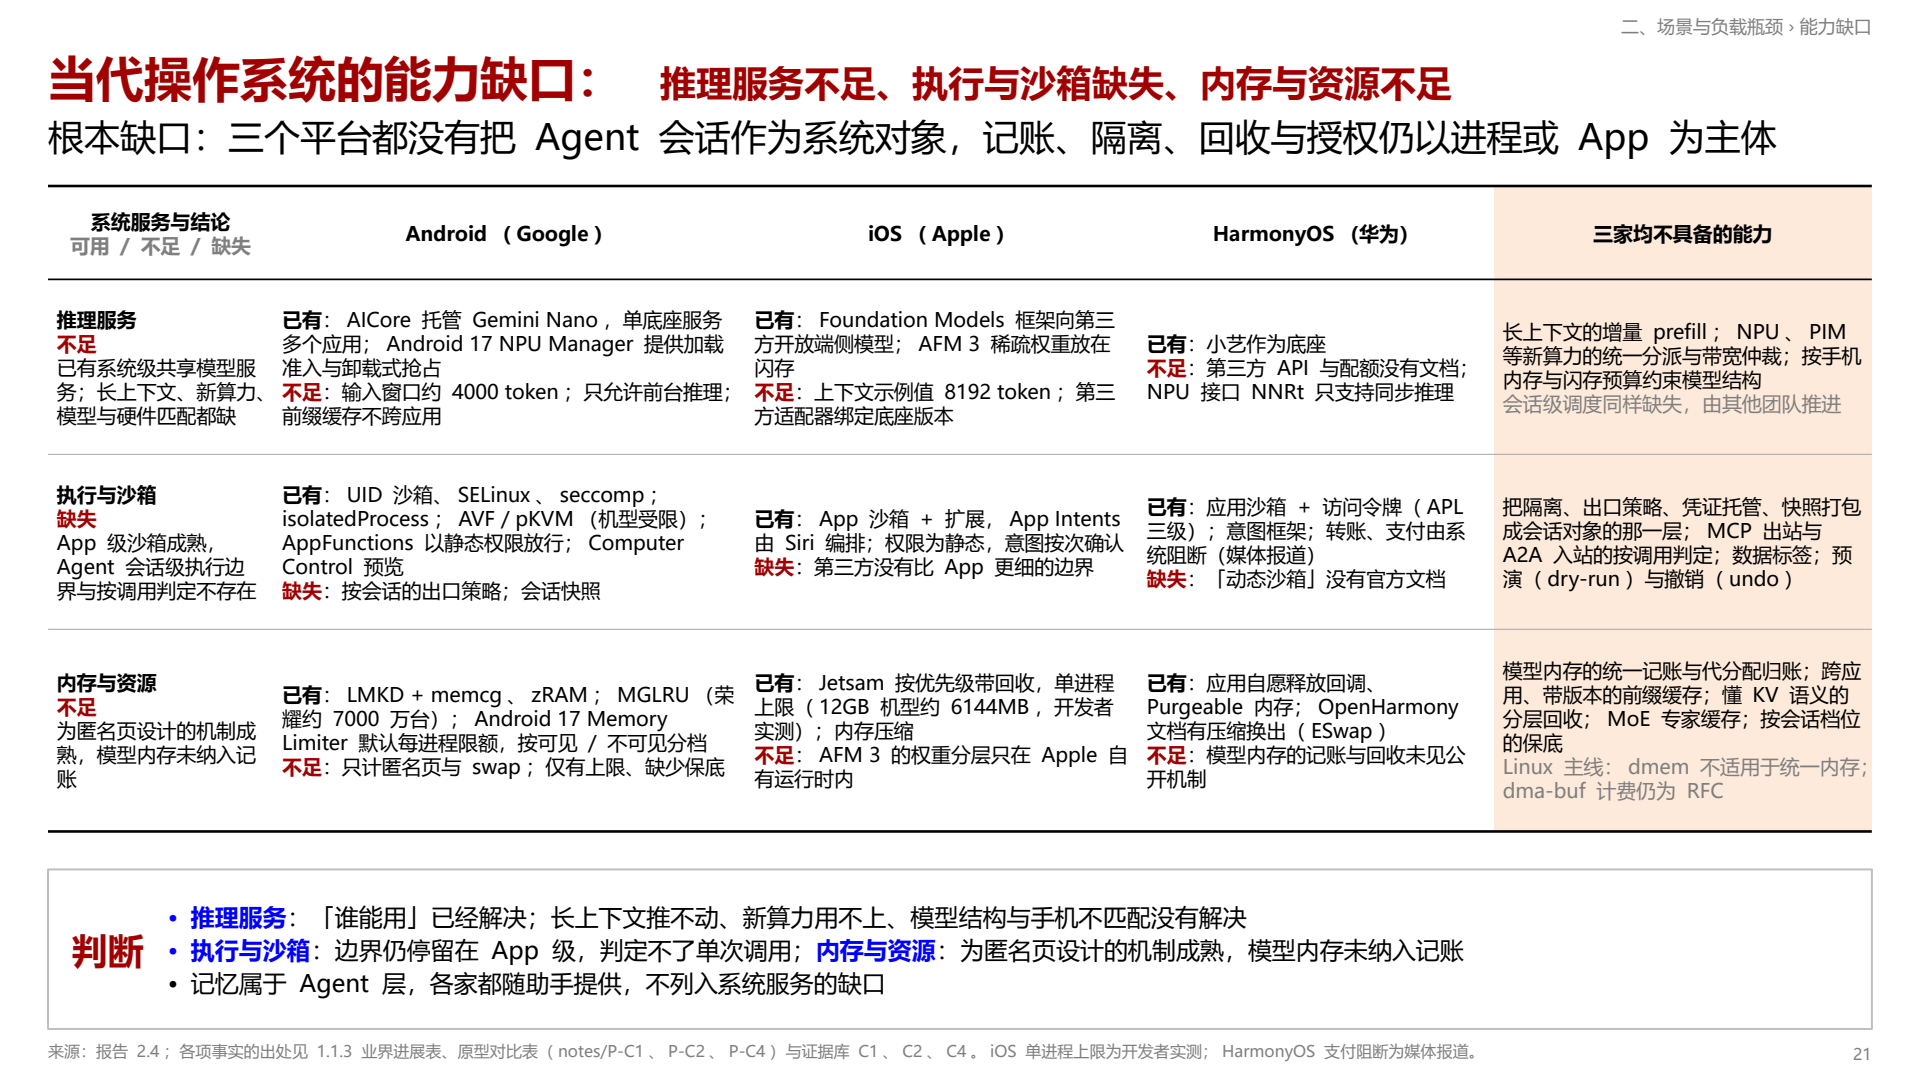 二、场景与负载瓶颈 › 能力缺口
当代操作系统的能力缺口： 推理服务不足、执行与沙箱缺失、内存与资源不足
根本缺口：三个平台都没有把 Agent 会话作为系统对象，记账、隔离、回收与授权仍以进程或 App 为主体
系统服务与结论
可用 / 不足 / 缺失
Android （Google）
iOS （Apple）
HarmonyOS （华为）
三家均不具备的能力
推理服务
不足
已有系统级共享模型服
务；长上下文、新算力、
模型与硬件匹配都缺
已有： AICore 托管 Gemini Nano，单底座服务
多个应用； Android 17 NPU Manager 提供加载
准入与卸载式抢占
不足：输入窗口约 4000 token；只允许前台推理；
前缀缓存不跨应用
已有： Foundation Models 框架向第三
方开放端侧模型； AFM 3 稀疏权重放在
闪存
不足：上下文示例值 8192 token；第三
方适配器绑定底座版本
已有：小艺作为底座
不足：第三方 API 与配额没有文档；
NPU 接口 NNRt 只支持同步推理
长上下文的增量 prefill； NPU、 PIM
等新算力的统一分派与带宽仲裁；按手机
内存与闪存预算约束模型结构
会话级调度同样缺失，由其他团队推进
执行与沙箱
缺失
App 级沙箱成熟，
Agent 会话级执行边
界与按调用判定不存在
已有： UID 沙箱、 SELinux、 seccomp；
isolatedProcess； AVF / pKVM （机型受限）；
AppFunctions 以静态权限放行； Computer
Control 预览
缺失：按会话的出口策略；会话快照
已有： App 沙箱 + 扩展， App Intents
由 Siri 编排；权限为静态，意图按次确认
缺失：第三方没有比 App 更细的边界
已有：应用沙箱 + 访问令牌（APL
三级）；意图框架；转账、支付由系
统阻断（媒体报道）
缺失：「动态沙箱」没有官方文档
把隔离、出口策略、凭证托管、快照打包
成会话对象的那一层； MCP 出站与
A2A 入站的按调用判定；数据标签；预
演（dry-run）与撤销（undo）
内存与资源
不足
为匿名页设计的机制成
熟，模型内存未纳入记
账
已有： LMKD + memcg、 zRAM； MGLRU （荣
耀约 7000 万台）； Android 17 Memory
Limiter 默认每进程限额，按可见 / 不可见分档
不足：只计匿名页与 swap；仅有上限、缺少保底
已有： Jetsam 按优先级带回收，单进程
上限（12GB 机型约 6144MB，开发者
实测）；内存压缩
不足： AFM 3 的权重分层只在 Apple 自
有运行时内
已有：应用自愿释放回调、
Purgeable 内存； OpenHarmony
文档有压缩换出（ESwap）
不足：模型内存的记账与回收未见公
开机制
模型内存的统一记账与代分配归账；跨应
用、带版本的前缀缓存；懂 KV 语义的
分层回收； MoE 专家缓存；按会话档位
的保底
Linux 主线： dmem 不适用于统一内存；
dma-buf 计费仍为 RFC
判断
• 推理服务：「谁能用」已经解决；长上下文推不动、新算力用不上、模型结构与手机不匹配没有解决
• 执行与沙箱：边界仍停留在 App 级，判定不了单次调用；内存与资源：为匿名页设计的机制成熟，模型内存未纳入记账
• 记忆属于 Agent 层，各家都随助手提供，不列入系统服务的缺口
来源：报告 2.4；各项事实的出处见 1.1.3 业界进展表、原型对比表（notes/P-C1、 P-C2、 P-C4）与证据库 C1、 C2、 C4。 iOS 单进程上限为开发者实测； HarmonyOS 支付阻断为媒体报道。
21